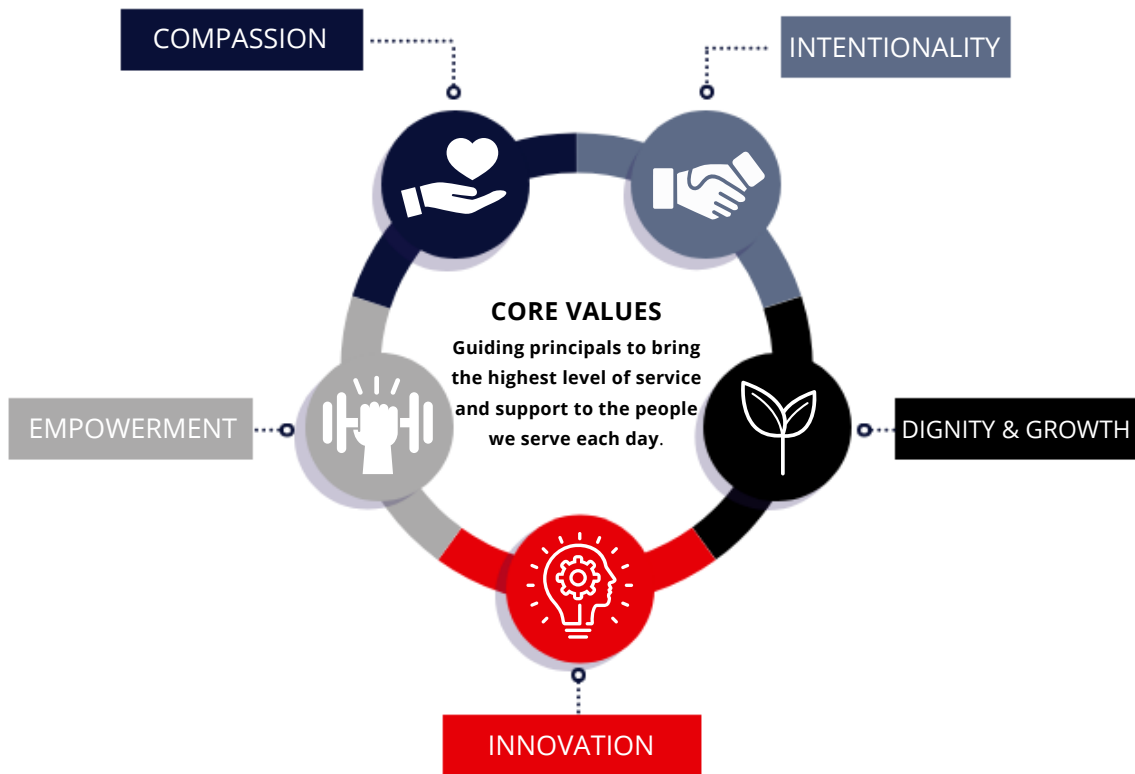 COMPASSION
INTENTIONALITY
CORE VALUES
Guiding principals to bring
the highest level of service
and support to the people
we serve each day.
EMPOWERMENT
DIGNITY & GROWTH
INNOVATION